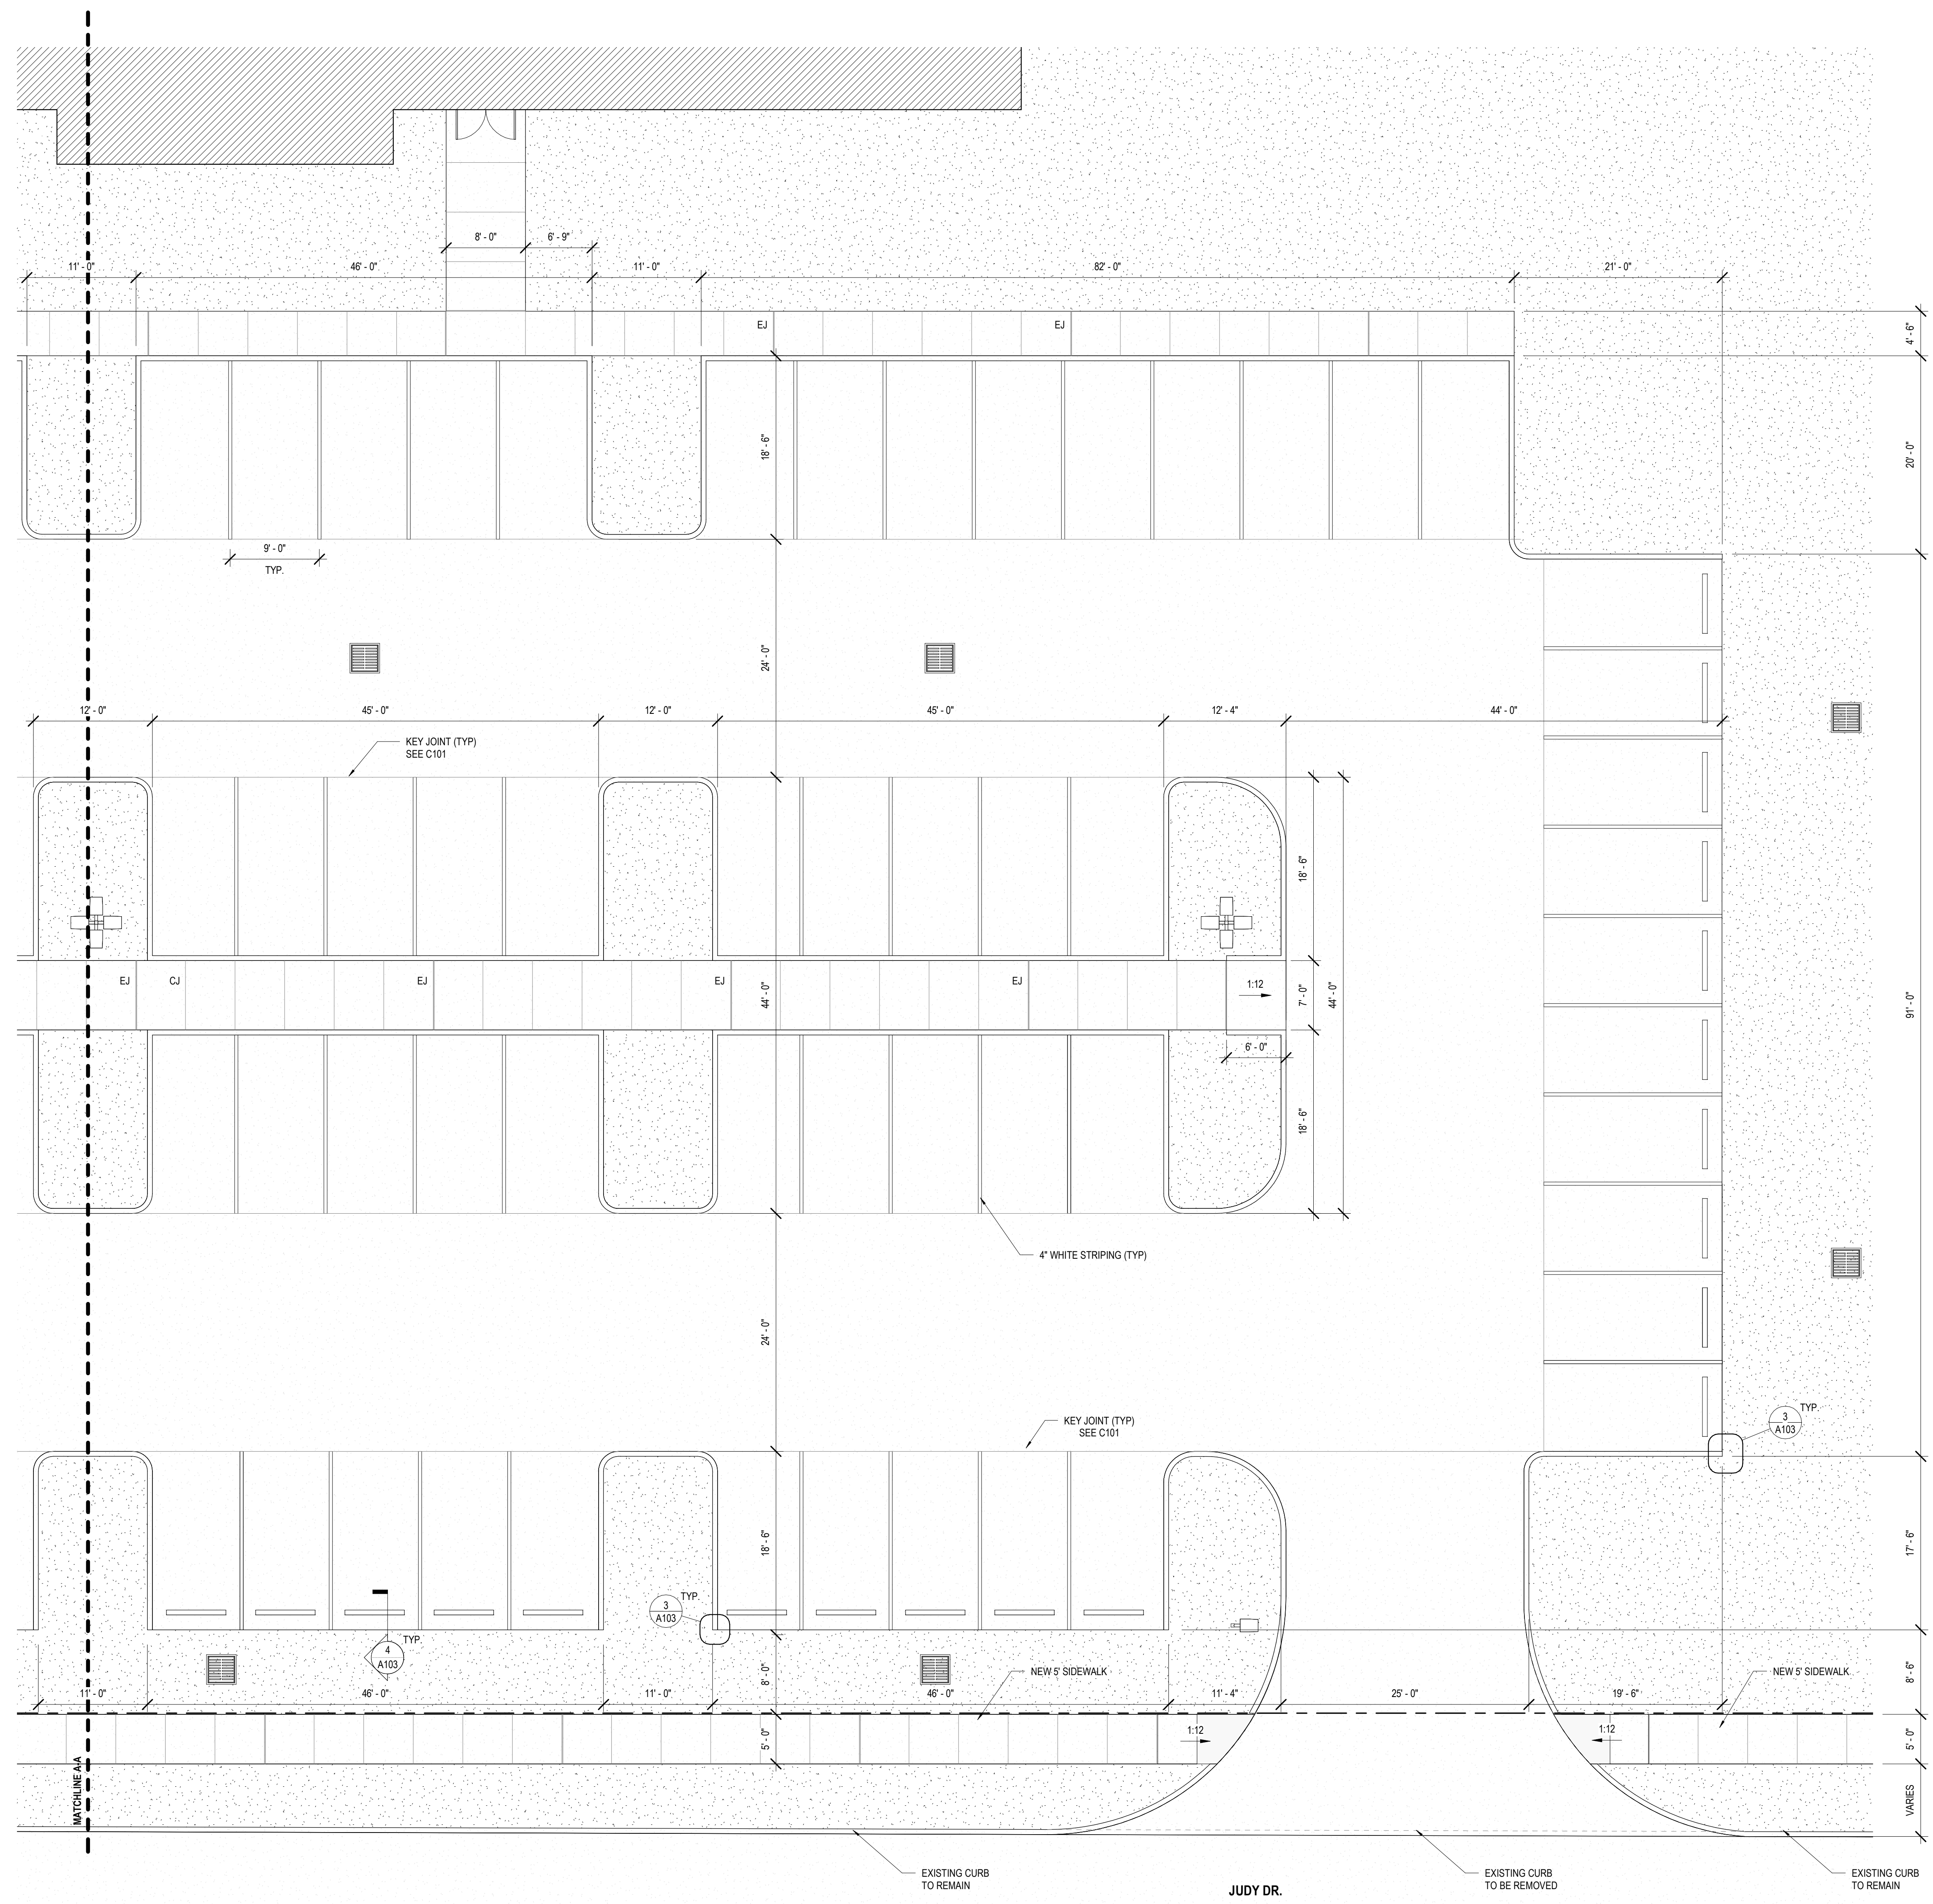 8' - 0"
6' - 9"
11' - 0"
46' - 0"
11' - 0"
82' - 0"
21' - 0"
EJ
EJ
4' - 6"
18' - 6"
20' - 0"
9' - 0"
TYP.
24' - 0"
12' - 0"
45' - 0"
12' - 0"
45' - 0"
12' - 4"
44' - 0"
KEY JOINT (TYP)
SEE C101
18' - 6"
EJ
CJ
EJ
EJ
EJ
44' - 0"
1:12
7' - 0"
44' - 0"
91' - 0"
6' - 0"
18' - 6"
4" WHITE STRIPING (TYP)
24' - 0"
KEY JOINT (TYP)
SEE C101
3
A103
TYP.
18' - 6"
17' - 6"
3
A103
TYP.
4
A103
TYP.
8' - 0"
8' - 6"
NEW 5' SIDEWALK
NEW 5' SIDEWALK
11' - 0"
46' - 0"
11' - 0"
46' - 0"
11' - 4"
25' - 0"
19' - 6"
5' - 0"
1:12
1:12
5' - 0"
MATCHLINE A-A
VARIES
EXISTING CURB
TO REMAIN
EXISTING CURB
TO BE REMOVED
EXISTING CURB
TO REMAIN
JUDY DR.